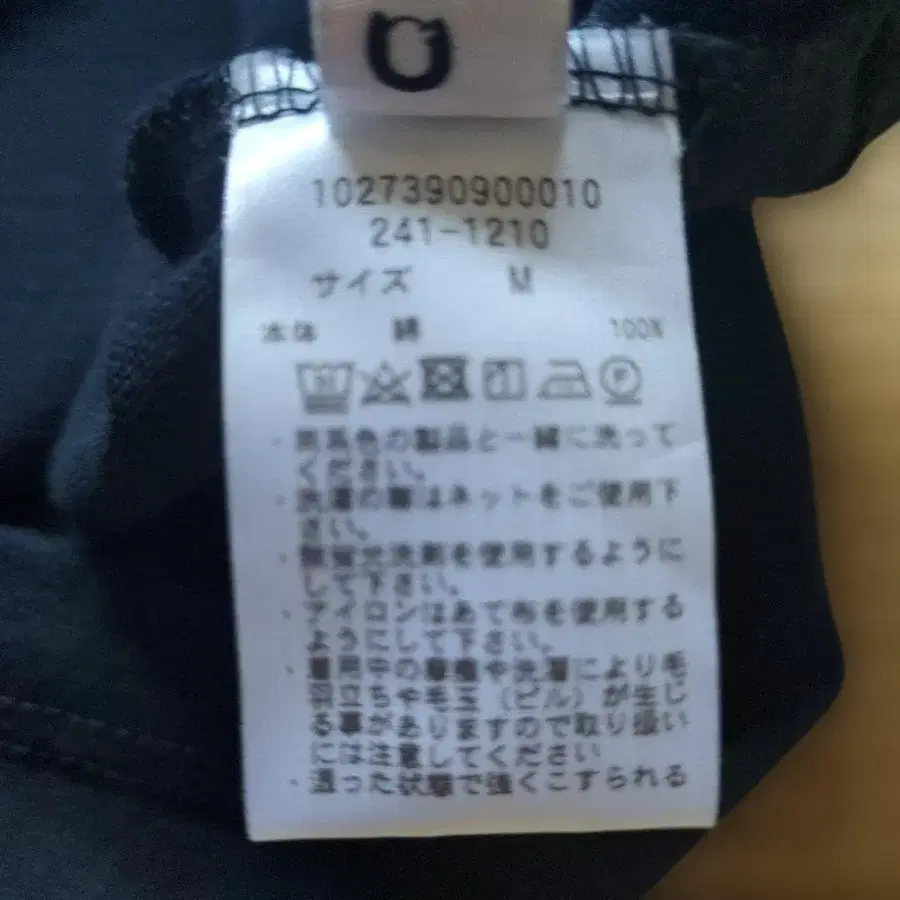 1027390900010
241-1210
サイズ M
本体 綿 100%
・同系色の製品と一緒に洗って
ください。
・洗濯の際はネットをご使用下
さい。
・無蛍光洗剤を使用するように
して下さい。
・アイロンはあて布を使用する
ようにして下さい。
・着用中の摩擦や洗濯により毛
羽立ちや毛玉（ピル）が生じ
る事がありますので取り扱い
には注意してください
・湿った状態で強くこすられる